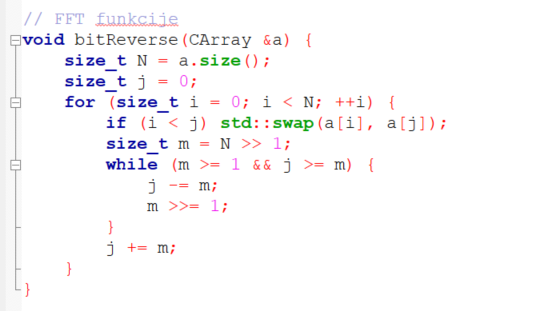 // FFT funkcije
void bitReverse(CArray &a) {
    size_t N = a.size();
    size_t j = 0;
    for (size_t i = 0; i < N; ++i) {
        if (i < j) std::swap(a[i], a[j]);
        size_t m = N >> 1;
        while (m >= 1 && j >= m) {
            j -= m;
            m >>= 1;
        }
        j += m;
    }
}